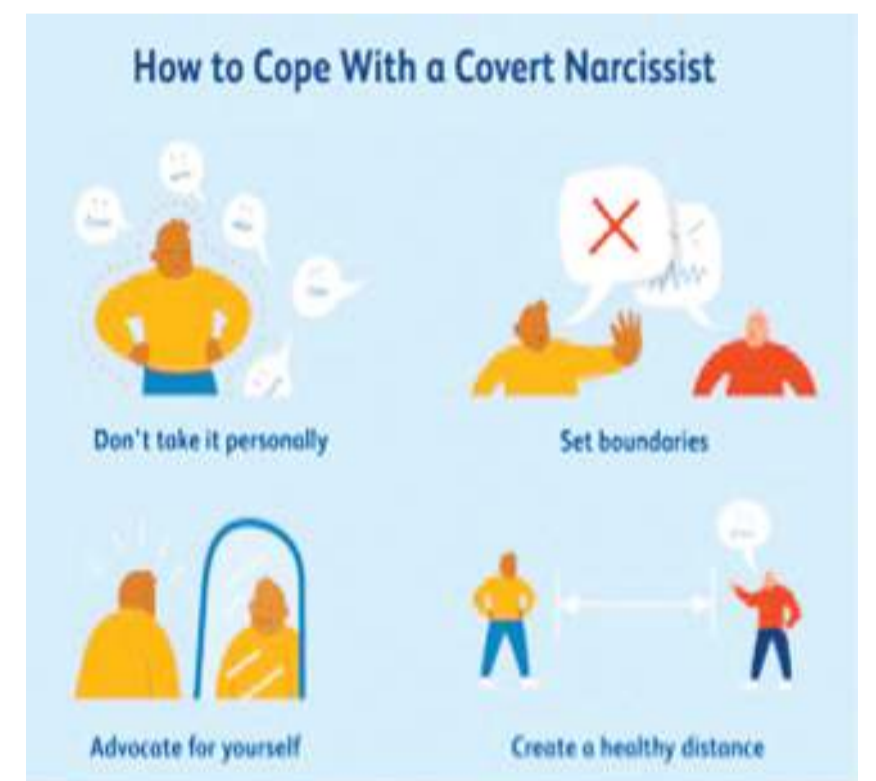 How to Cope With a Covert Narcissist
Don't take it personally
Set boundaries
Advocate for yourself
Create a healthy distance